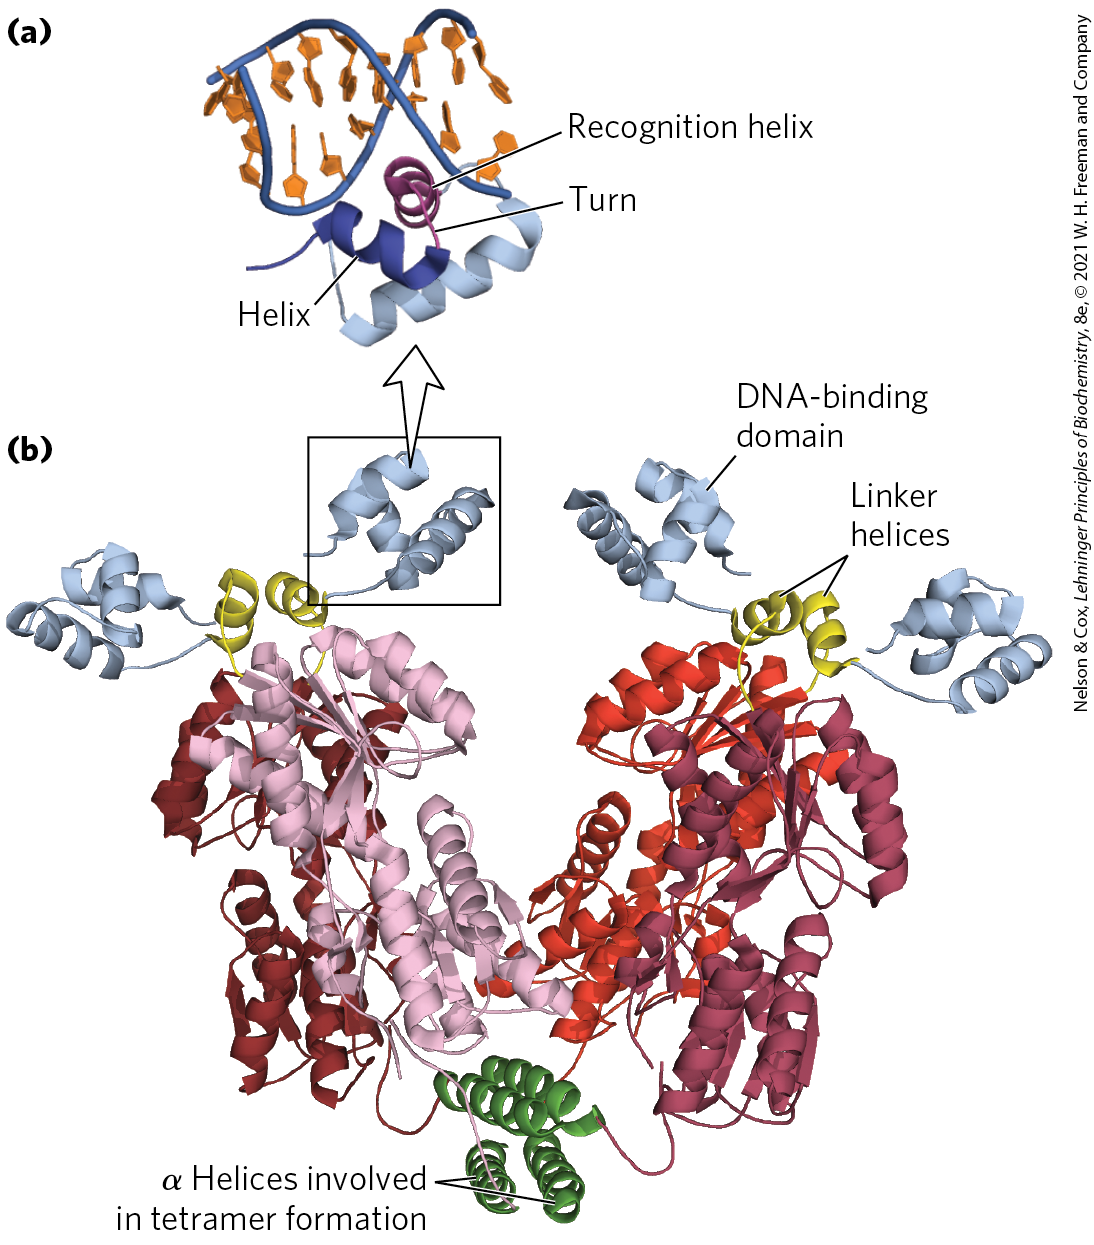 (a)
Recognition helix
Turn
Helix
(b)
DNA-binding
domain
Linker
helices
α Helices involved
in tetramer formation
Nelson & Cox, Lehninger Principles of Biochemistry, 8e, © 2021 W. H. Freeman and Company